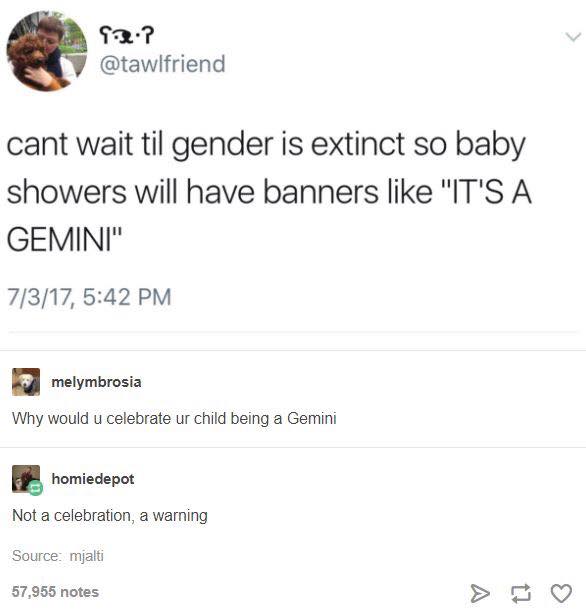 @tawlfriend
cant wait til gender is extinct so baby
showers will have banners like "IT'S A
GEMINI"
7/3/17, 5:42 PM
melymbrosia
Why would u celebrate ur child being a Gemini
homiedepot
Not a celebration, a warning
Source: mjalti
57,955 notes